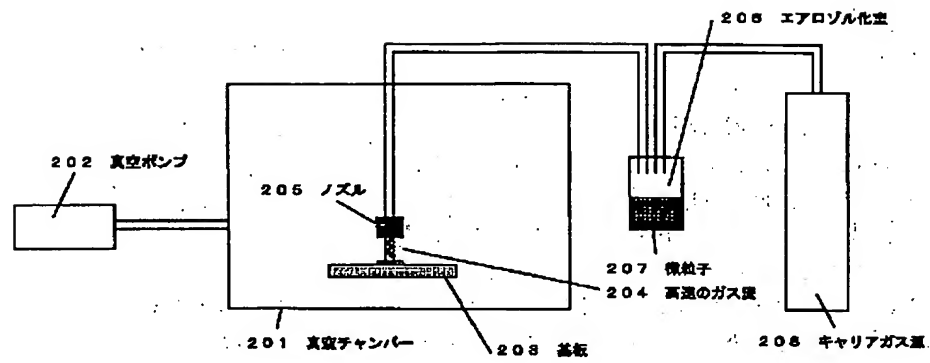 206 エアロゾル化室
202 真空ポンプ
205 ノズル
207 微粒子
204 高速のガス流
201 真空チャンバー
203 基板
208 キャリアガス源